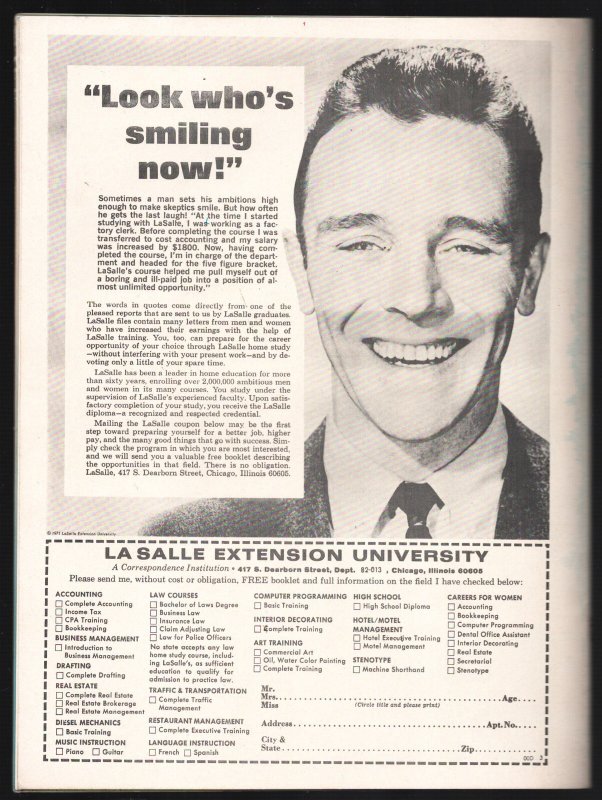 “Look who’s
smiling
now!”
Sometimes a man sets his ambitions high
enough to make skeptics smile. But how often
he gets the last laugh! “At the time I started
studying with LaSalle, I was working as a fac-
tory clerk. Before completing the course I was
transferred to cost accounting and my salary
was increased by $1800. Now, having com-
pleted the course, I’m in charge of the depart-
ment and headed for the five figure bracket.
LaSalle’s course helped me pull myself out of
a boring and ill-paid job into a position of al-
most unlimited opportunity.”
The words in quotes come directly from one of the
pleased reports that are sent to us by LaSalle graduates.
LaSalle files contain many letters from men and women
who have increased their earnings with the help of
LaSalle training. You, too, can prepare for the career
opportunity of your choice through LaSalle home study
—without interfering with your present work—and by de-
voting only a little of your spare time.
LaSalle has been a leader in home education for more
than sixty years, enrolling over 2,000,000 ambitious men
and women in its many courses. You study under the
supervision of LaSalle’s experienced faculty. Upon satis-
factory completion of your study, you receive the LaSalle
diploma—a recognized and respected credential.
Mailing the LaSalle coupon below may be the first
step toward preparing yourself for a better job, higher
pay, and the many good things that go with success. Sim-
ply check the program in which you are most interested,
and we will send you a valuable free booklet describing
the opportunities in that field. There is no obligation.
LaSalle, 417 S. Dearborn Street, Chicago, Illinois 60605.
© 1971 LaSalle Extension University
LA SALLE EXTENSION UNIVERSITY
A Correspondence Institution • 417 S. Dearborn Street, Dept. 82-013 , Chicago, Illinois 60605
Please send me, without cost or obligation, FREE booklet and full information on the field I have checked below:
ACCOUNTING
Complete Accounting
Income Tax
CPA Training
Bookkeeping
BUSINESS MANAGEMENT
Introduction to
Business Management
DRAFTING
Complete Drafting
REAL ESTATE
Complete Real Estate
Real Estate Brokerage
Real Estate Management
DIESEL MECHANICS
Basic Training
MUSIC INSTRUCTION
Piano Guitar
LAW COURSES
Bachelor of Laws Degree
Business Law
Insurance Law
Claim Adjusting Law
Law for Police Officers
No state accepts any law
home study course, includ-
ing LaSalle’s, as sufficient
education to qualify for
admission to practice law.
TRAFFIC & TRANSPORTATION
Complete Traffic
Management
RESTAURANT MANAGEMENT
Complete Executive Training
LANGUAGE INSTRUCTION
French Spanish
COMPUTER PROGRAMMING
Basic Training
INTERIOR DECORATING
Complete Training
ART TRAINING
Commercial Art
Oil, Water Color Painting
Complete Training
HIGH SCHOOL
High School Diploma
HOTEL/MOTEL
MANAGEMENT
Hotel Executive Training
Motel Management
STENOTYPE
Machine Shorthand
CAREERS FOR WOMEN
Accounting
Bookkeeping
Computer Programming
Dental Office Assistant
Interior Decorating
Real Estate
Secretarial
Stenotype
Mr.
Mrs. Age
Miss (Circle title and please print)
Address Apt. No.
City &
State Zip
00D 3